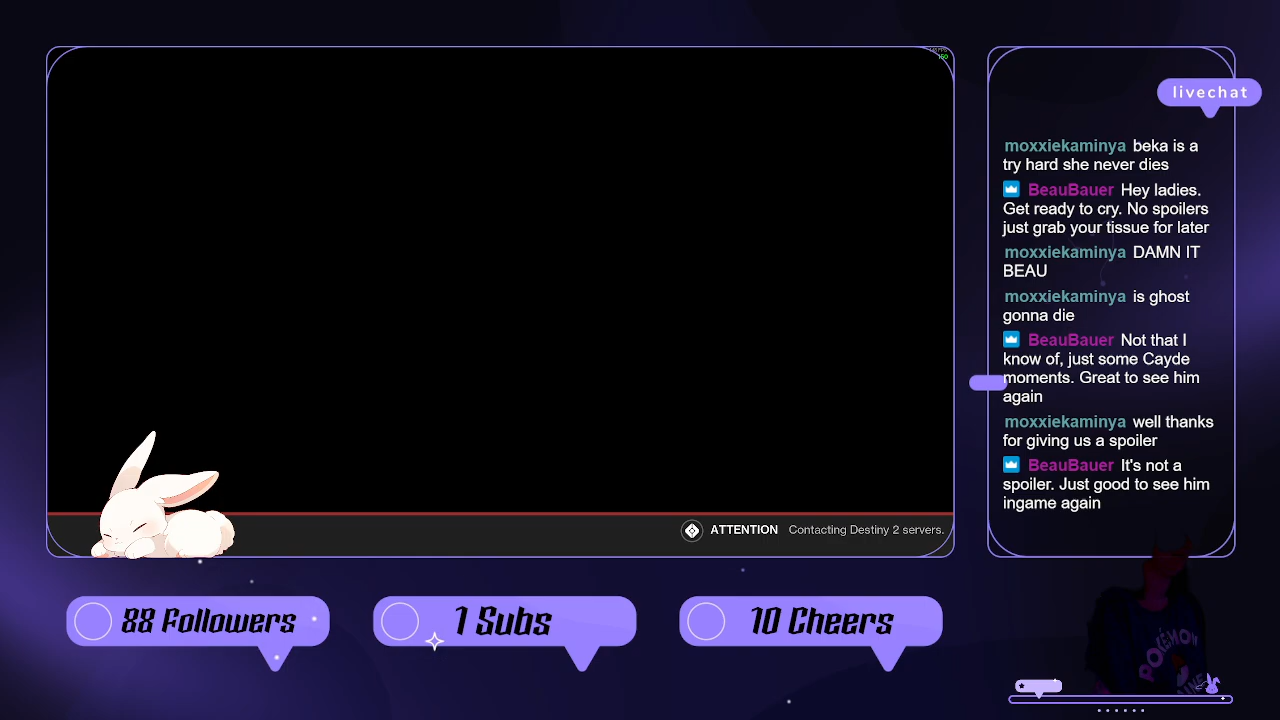 livechat
moxxiekaminya beka is a
try hard she never dies
BeauBauer Hey ladies.
Get ready to cry. No spoilers
just grab your tissue for later
moxxiekaminya DAMN IT
BEAU
moxxiekaminya is ghost
gonna die
BeauBauer Not that I
know of, just some Cayde
moments. Great to see him
again
moxxiekaminya well thanks
for giving us a spoiler
BeauBauer It's not a
spoiler. Just good to see him
ingame again
ATTENTION Contacting Destiny 2 servers.
88 Followers
1 Subs
10 Cheers
POKÉMON